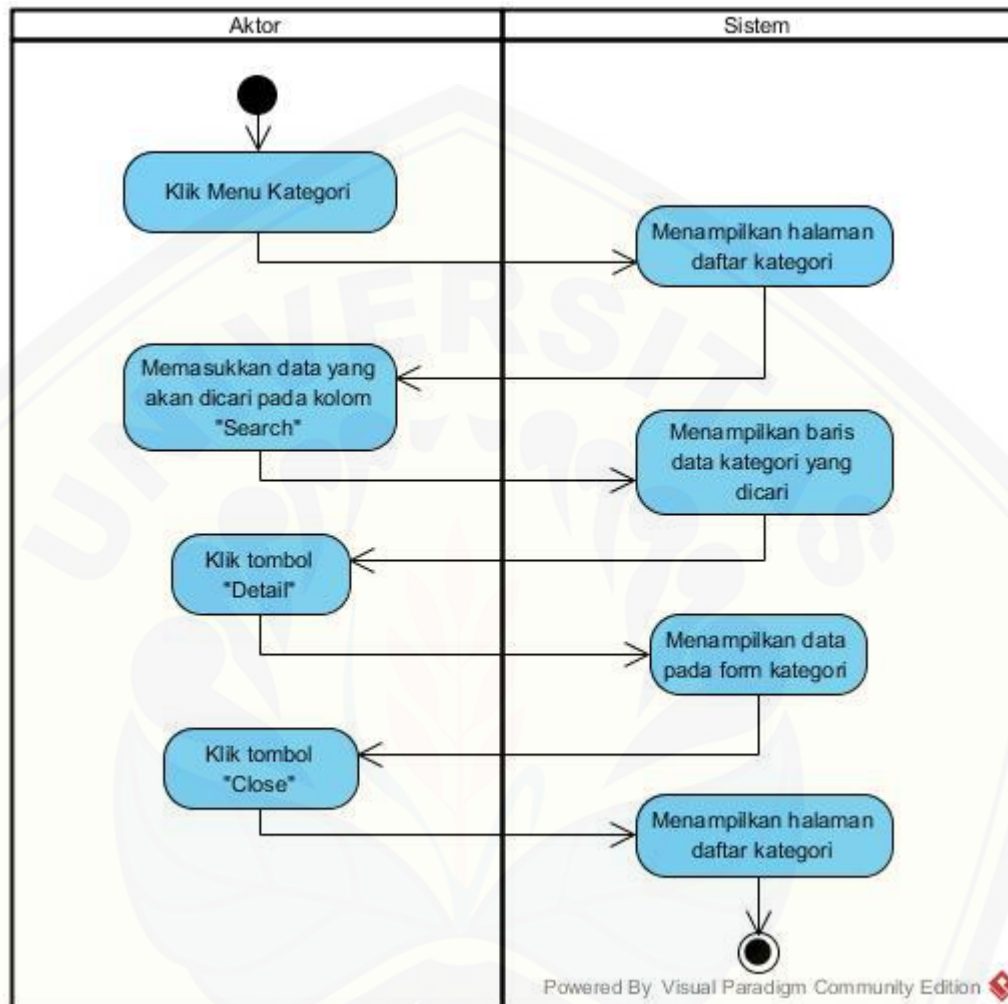 Aktor
Sistem
Klik Menu Kategori
Menampilkan halaman
daftar kategori
Memasukkan data yang
akan dicari pada kolom
"Search"
Menampilkan baris
data kategori yang
dicari
Klik tombol
"Detail"
Menampilkan data
pada form kategori
Klik tombol
"Close"
Menampilkan halaman
daftar kategori
Powered By Visual Paradigm Community Edition
UNIVERSITAS